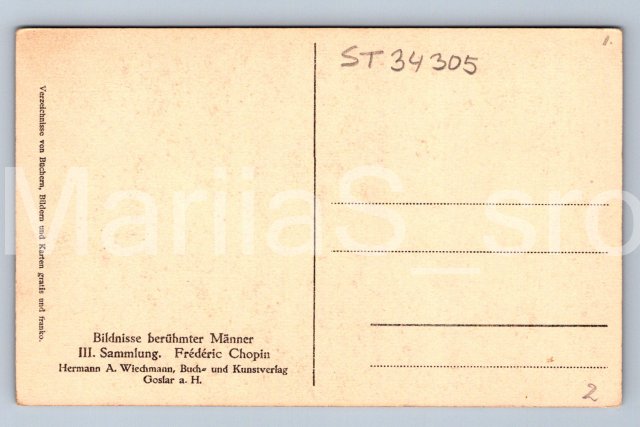 ST 34305
1.
Verzeichnisse von Büchern, Bildern und Karten gratis und franko.
MariiaS_sro
Bildnisse berühmter Männer
III. Sammlung. Frédéric Chopin
Hermann A. Wiechmann, Buch- und Kunstverlag
Goslar a. H.
2